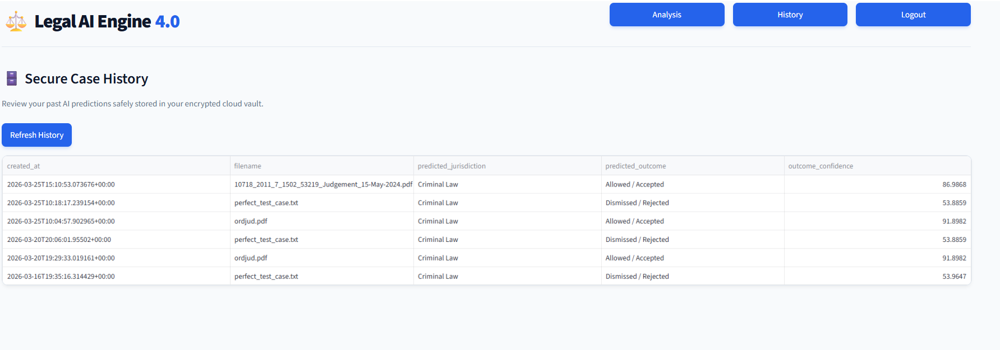 Legal AI Engine 4.0
Analysis
History
Logout
Secure Case History
Review your past AI predictions safely stored in your encrypted cloud vault.
Refresh History
created_at filename predicted_jurisdiction predicted_outcome outcome_confidence
2026-03-25T15:10:53.073676+00:00 10718_2011_7_1502_53219_Judgement_15-May-2024.pdf Criminal Law Allowed / Accepted 86.9868
2026-03-25T10:18:17.239154+00:00 perfect_test_case.txt Criminal Law Dismissed / Rejected 53.8859
2026-03-25T10:04:57.902965+00:00 ordjud.pdf Criminal Law Allowed / Accepted 91.8982
2026-03-20T20:06:01.95502+00:00 perfect_test_case.txt Criminal Law Dismissed / Rejected 53.8859
2026-03-20T19:29:33.019161+00:00 ordjud.pdf Criminal Law Allowed / Accepted 91.8982
2026-03-16T19:35:16.314429+00:00 perfect_test_case.txt Criminal Law Dismissed / Rejected 53.9647